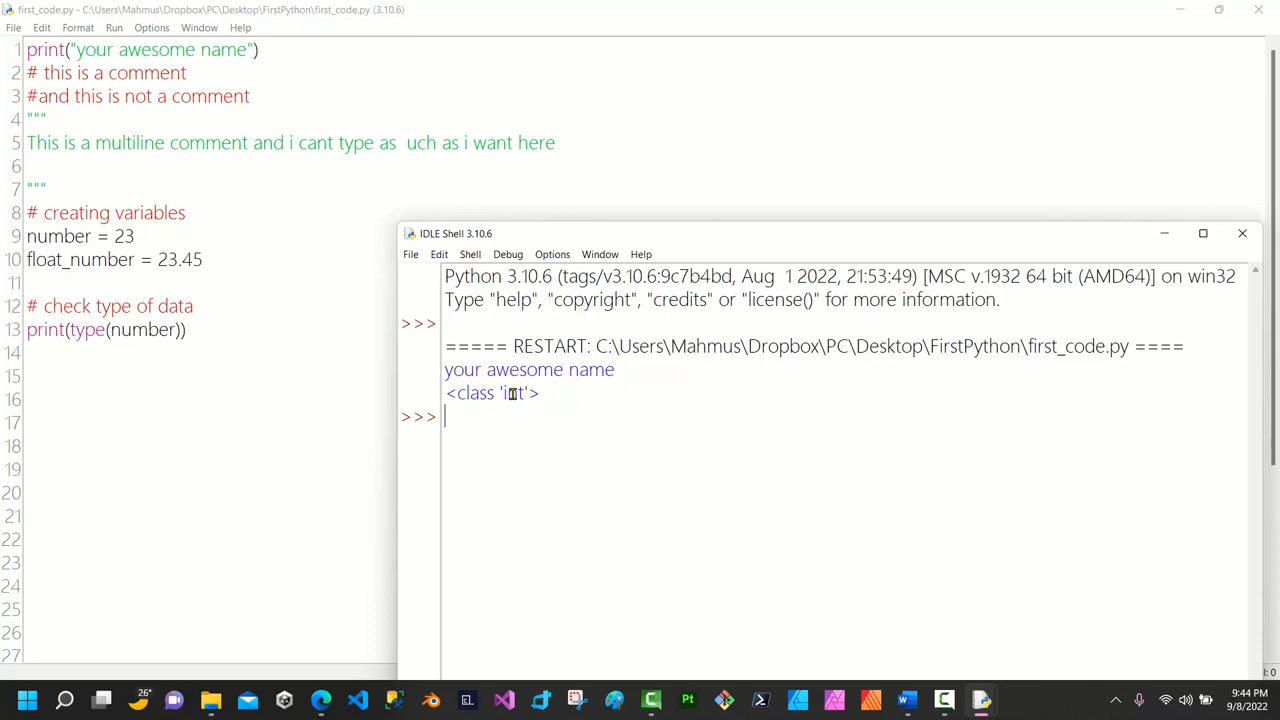 first_code.py - C:\Users\Mahmus\Dropbox\PC\Desktop\FirstPython\first_code.py (3.10.6)
File Edit Format Run Options Window Help
1 print("your awesome name")
2 # this is a comment
3 #and this is not a comment
4 """
5 This is a multiline comment and i cant type as  uch as i want here
6
7 """
8 # creating variables
9 number = 23
10 float_number = 23.45
11
12 # check type of data
13 print(type(number))
14
15
16
17
18
19
20
21
22
23
24
25
26
27
IDLE Shell 3.10.6
File Edit Shell Debug Options Window Help
Python 3.10.6 (tags/v3.10.6:9c7b4bd, Aug  1 2022, 21:53:49) [MSC v.1932 64 bit (AMD64)] on win32
Type "help", "copyright", "credits" or "license()" for more information.
>>>
===== RESTART: C:\Users\Mahmus\Dropbox\PC\Desktop\FirstPython\first_code.py ====
your awesome name
<class 'int'>
>>>
: 0
26°
Pt
9:44 PM
9/8/2022